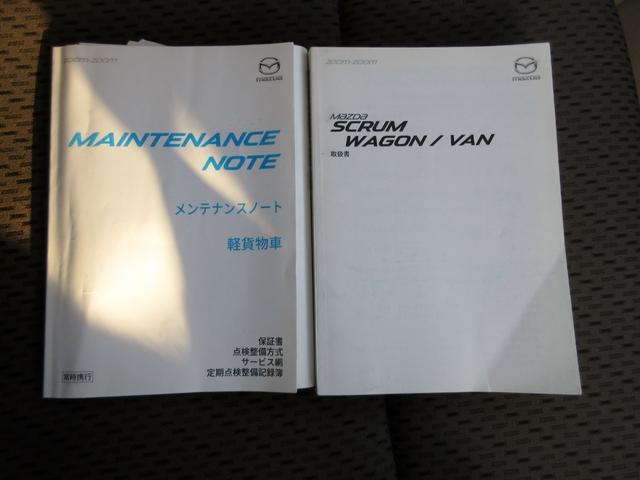 zoom-zoom
mazda
MAINTENANCE
NOTE
メンテナンスノート
軽貨物車
保証書
点検整備方式
サービス網
定期点検整備記録簿
常時携行
zoom-zoom
mazda
MAZDA
SCRUM
WAGON / VAN
取扱書